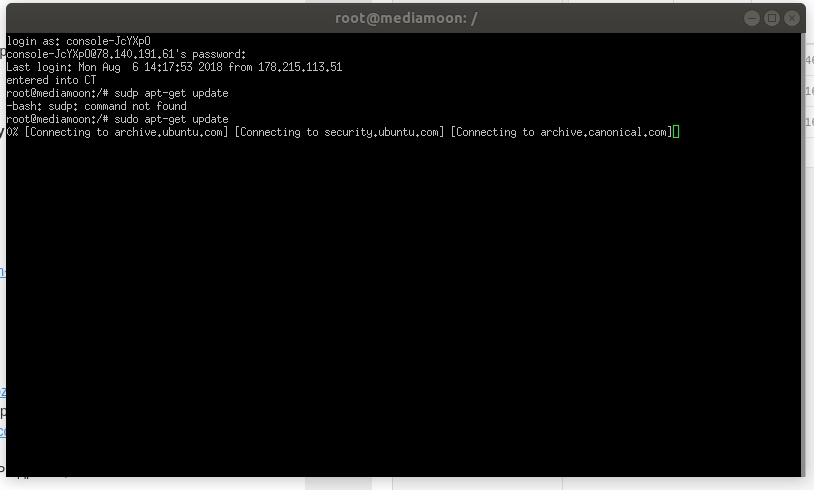 root@mediamoon: /
login as: console-JcYXpO
console-JcYXpO@78.140.191.61's password:
Last login: Mon Aug  6 14:17:53 2018 from 178.215.113.51
entered into CT
root@mediamoon:/# sudp apt-get update
-bash: sudp: command not found
root@mediamoon:/# sudo apt-get update
0% [Connecting to archive.ubuntu.com] [Connecting to security.ubuntu.com] [Connecting to archive.canonical.com]